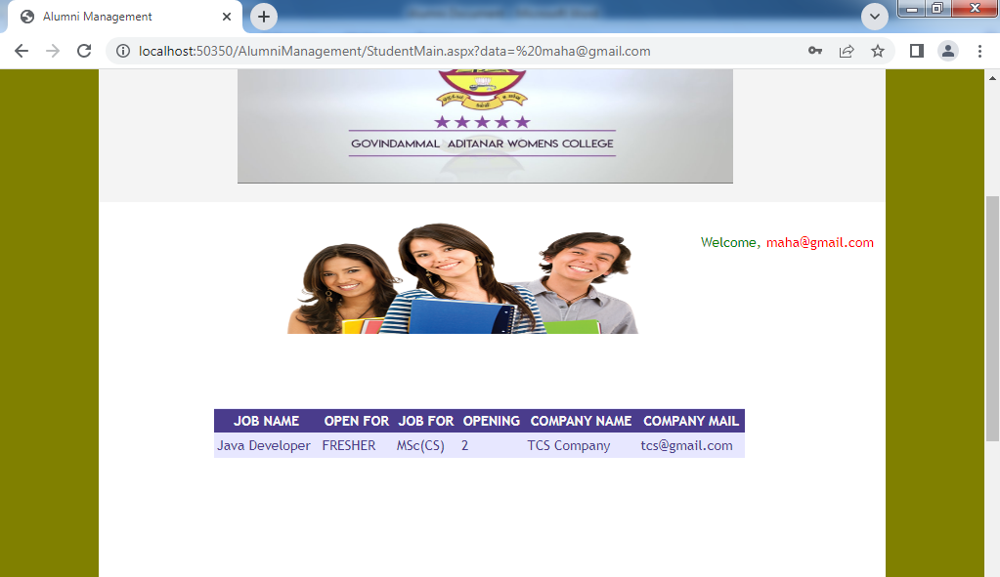 Alumni Management
localhost:50350/AlumniManagement/StudentMain.aspx?data=%20maha@gmail.com
GOVINDAMMAL ADITANAR WOMENS COLLEGE
Welcome, maha@gmail.com
JOB NAME OPEN FOR JOB FOR OPENING COMPANY NAME COMPANY MAIL
Java Developer FRESHER MSc(CS) 2 TCS Company tcs@gmail.com